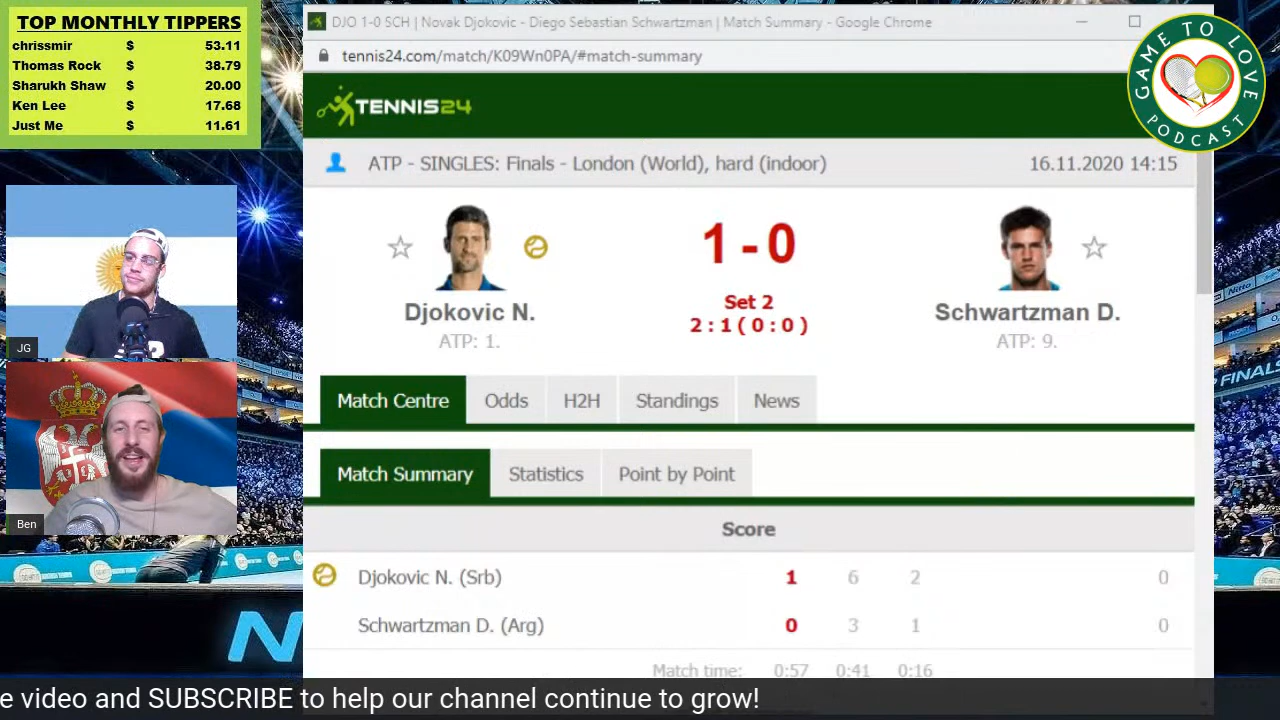 TOP MONTHLY TIPPERS
chrissmir $ 53.11
Thomas Rock $ 38.79
Sharukh Shaw $ 20.00
Ken Lee $ 17.68
Just Me $ 11.61
DJO 1-0 SCH | Novak Djokovic - Diego Sebastian Schwartzman | Match Summary - Google Chrome
tennis24.com/match/K09Wn0PA/#match-summary
GAME TO LOVE
PODCAST
TENNIS24
ATP - SINGLES: Finals - London (World), hard (indoor) 16.11.2020 14:15
1 - 0
Set 2
2 : 1 ( 0 : 0 )
Djokovic N.
ATP: 1.
Schwartzman D.
ATP: 9.
JG
Ben
FINALS
Nitto
Match Centre Odds H2H Standings News
Match Summary Statistics Point by Point
Score
Djokovic N. (Srb) 1 6 2 0
Schwartzman D. (Arg) 0 3 1 0
Match time: 0:57 0:41 0:16
e video and SUBSCRIBE to help our channel continue to grow!